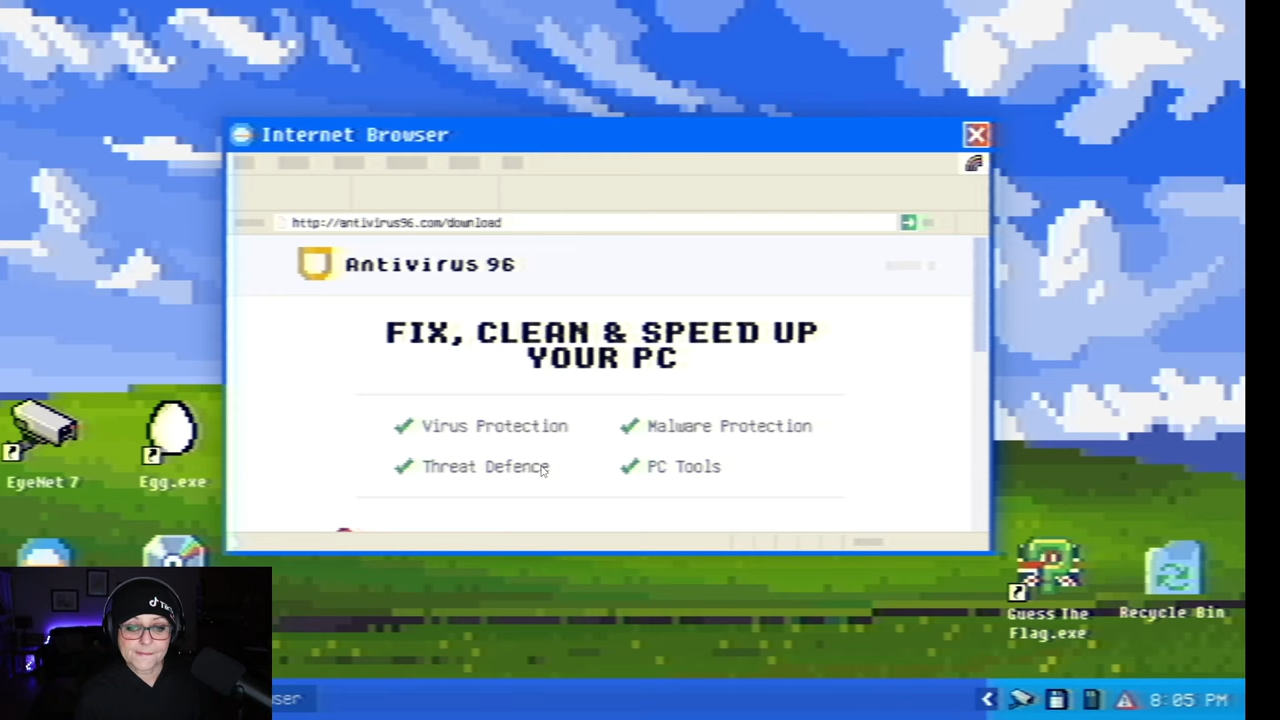 Internet Browser
http://antivirus96.com/download
Antivirus 96
FIX, CLEAN & SPEED UP
YOUR PC
Virus Protection
Malware Protection
Threat Defence
PC Tools
EyeNet 7
Egg.exe
Guess The
Flag.exe
Recycle Bin
8:05 PM